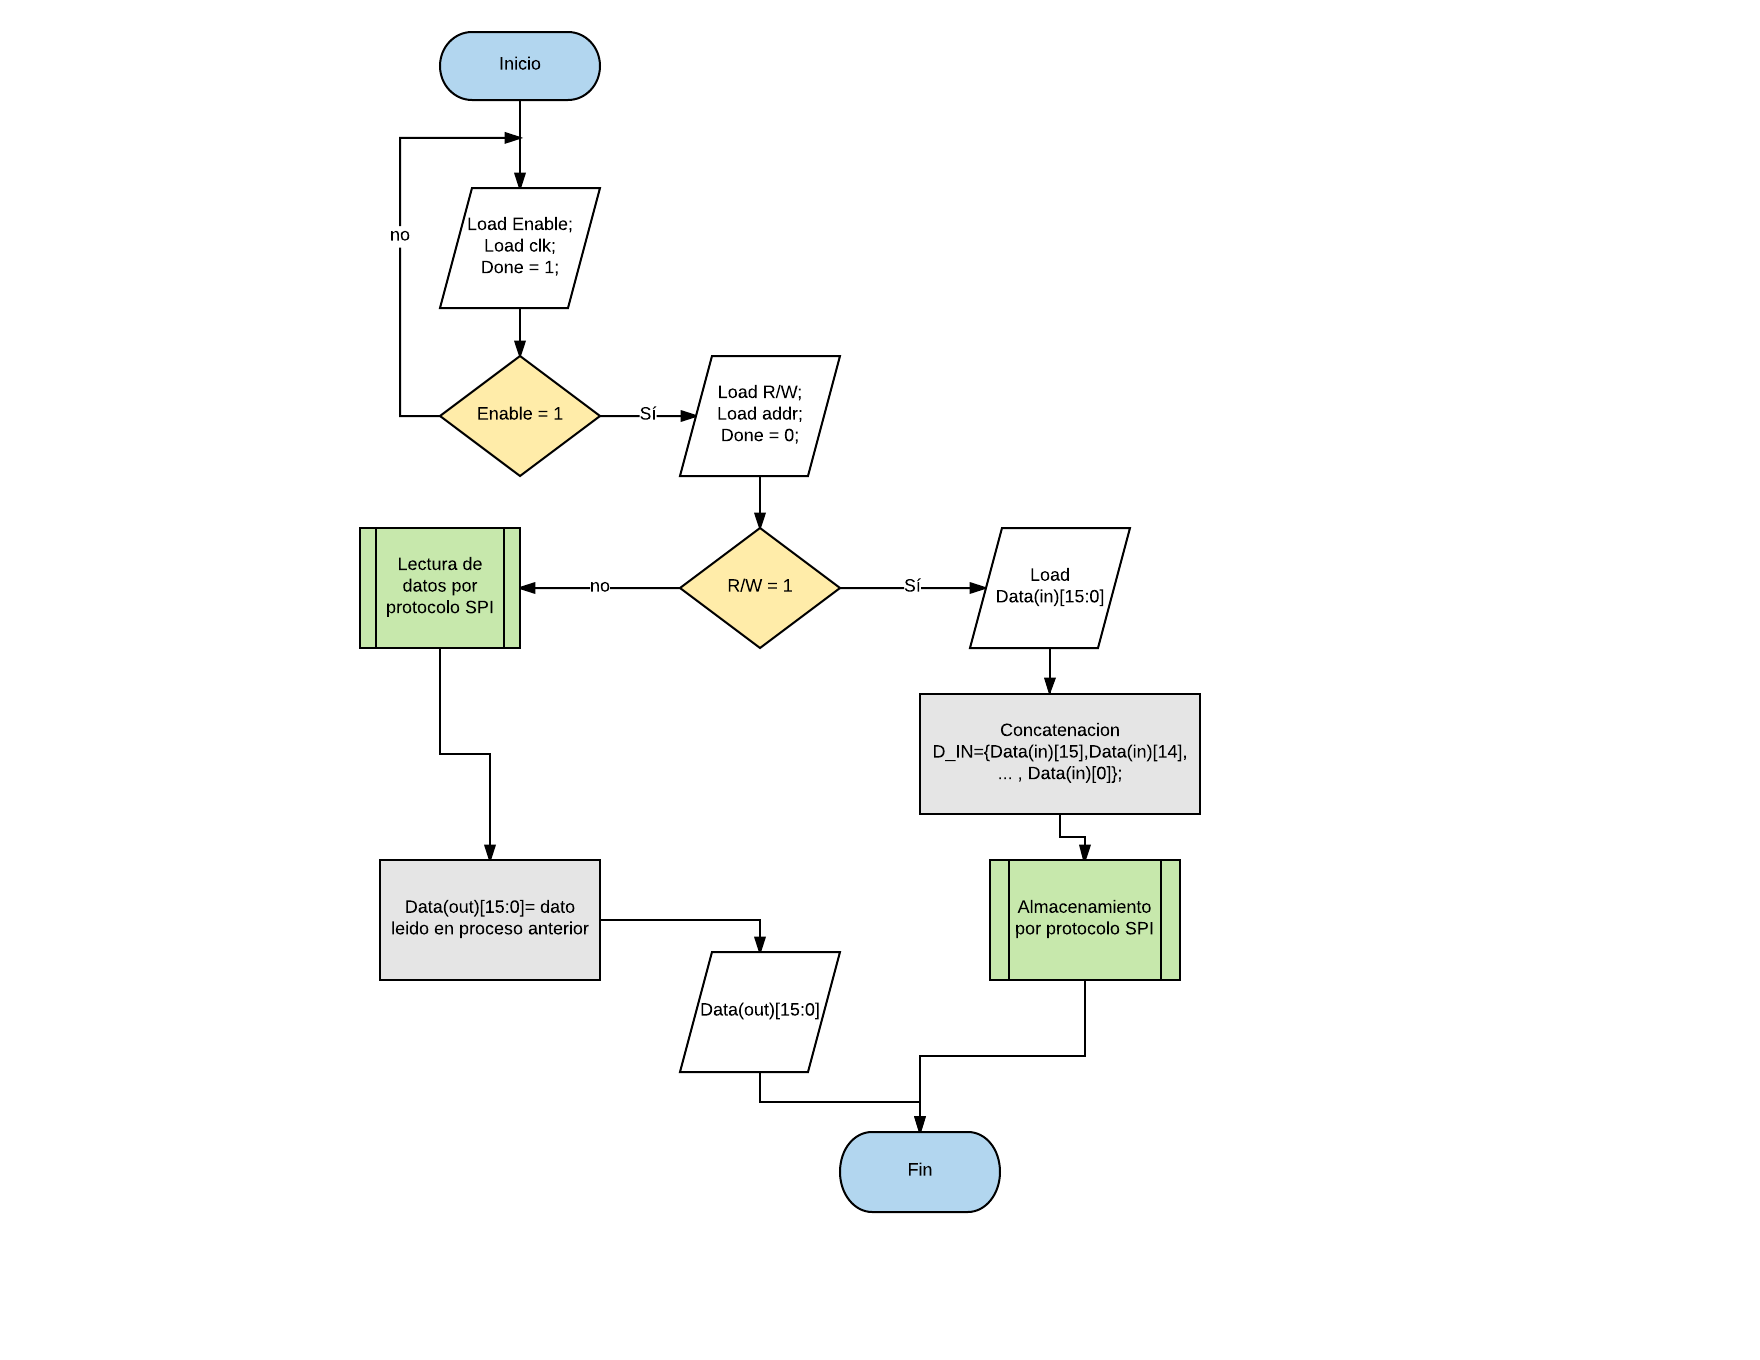 Inicio
no
Load Enable;
Load clk;
Done = 1;
Enable = 1
Sí
Load R/W;
Load addr;
Done = 0;
Lectura de
datos por
protocolo SPI
no
R/W = 1
Sí
Load
Data(in)[15:0]
Concatenacion
D_IN={Data(in)[15],Data(in)[14],
... , Data(in)[0]};
Data(out)[15:0]= dato
leido en proceso anterior
Almacenamiento
por protocolo SPI
Data(out)[15:0]
Fin